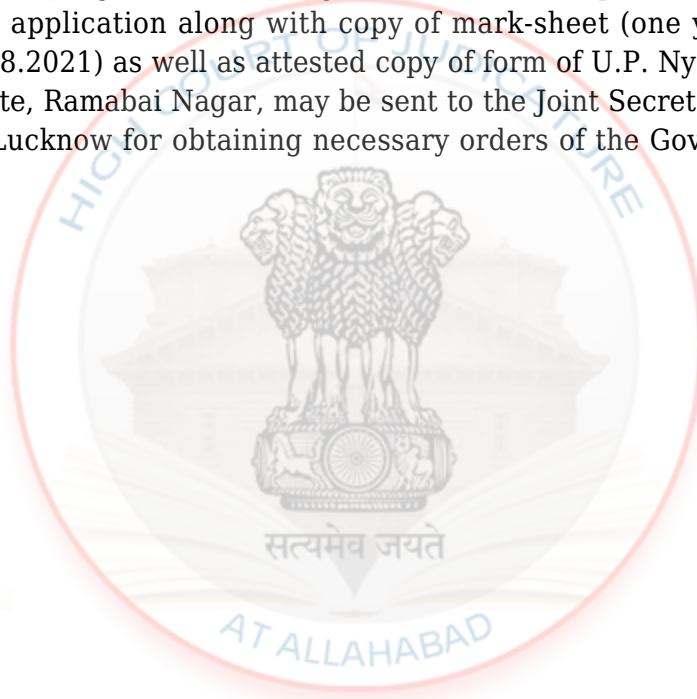 application along with copy of mark-sheet (one y
8.2021) as well as attested copy of form of U.P. Ny
te, Ramabai Nagar, may be sent to the Joint Secret
Lucknow for obtaining necessary orders of the Gov
HIGH COURT OF JUDICATURE
सत्यमेव जयते
AT ALLAHABAD